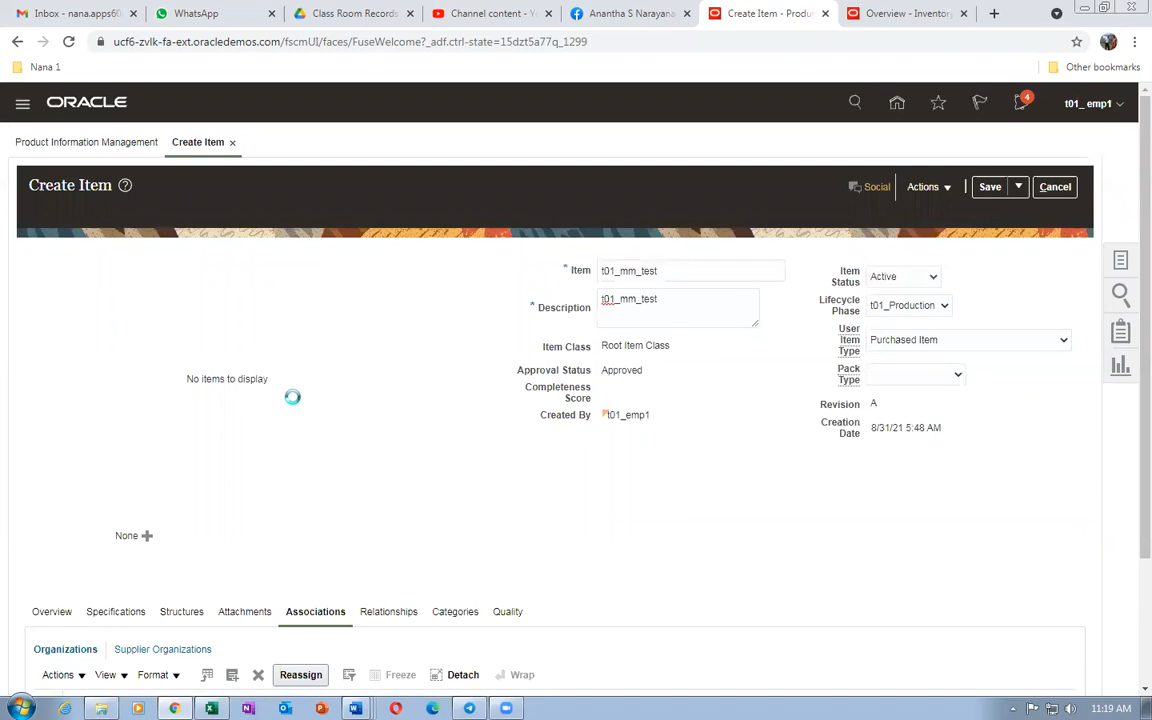 Inbox - nana.apps60
WhatsApp
Class Room Records
Channel content - Y
Anantha S Narayana
Create Item - Produ
Overview - Inventory
ucf6-zvlk-fa-ext.oracledemos.com/fscmUI/faces/FuseWelcome?_adf.ctrl-state=15dzt5a77q_1299
Nana 1
Other bookmarks
ORACLE
4
t01_ emp1
Product Information Management
Create Item
Create Item
Social
Actions
Save
Cancel
* Item
t01_mm_test
Item Status
Active
* Description
t01_mm_test
Lifecycle Phase
t01_Production
Item Class
Root Item Class
User Item Type
Purchased Item
Approval Status
Approved
Pack Type
Completeness Score
Revision
A
Created By
t01_emp1
Creation Date
8/31/21 5:48 AM
No items to display
None
Overview
Specifications
Structures
Attachments
Associations
Relationships
Categories
Quality
Organizations
Supplier Organizations
Actions
View
Format
Reassign
Freeze
Detach
Wrap
11:19 AM